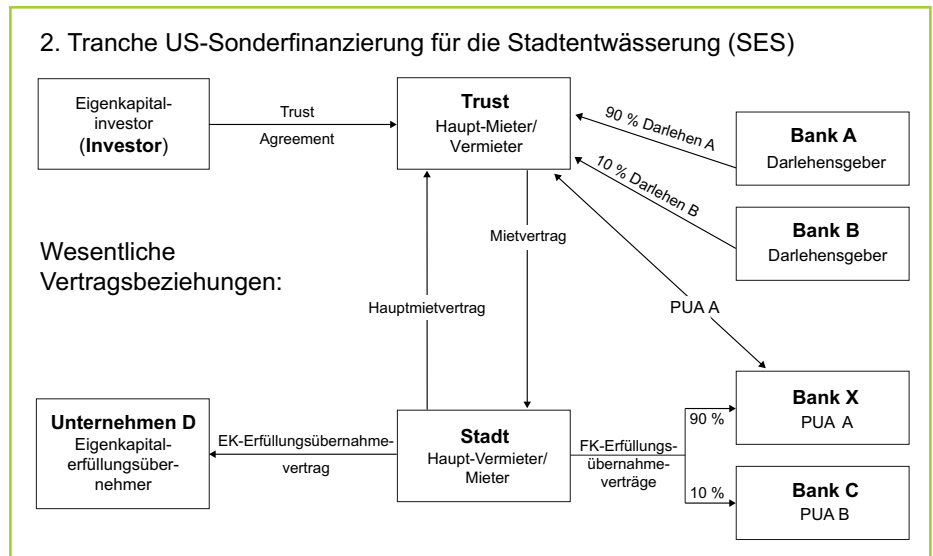 2. Tranche US-Sonderfinanzierung für die Stadtentwässerung (SES)
Eigenkapital-
investor
(Investor)
Trust
Agreement
Trust
Haupt-Mieter/
Vermieter
90 % Darlehen A
10 % Darlehen B
Bank A
Darlehensgeber
Bank B
Darlehensgeber
Wesentliche
Vertragsbeziehungen:
Mietvertrag
Hauptmietvertrag
PUA A
Unternehmen D
Eigenkapital-
erfüllungsüber-
nehmer
EK-Erfüllungsübernahme-
vertrag
Stadt
Haupt-Vermieter/
Mieter
FK-Erfüllungs-
übernahme-
verträge
90 %
10 %
Bank X
PUA A
Bank C
PUA B